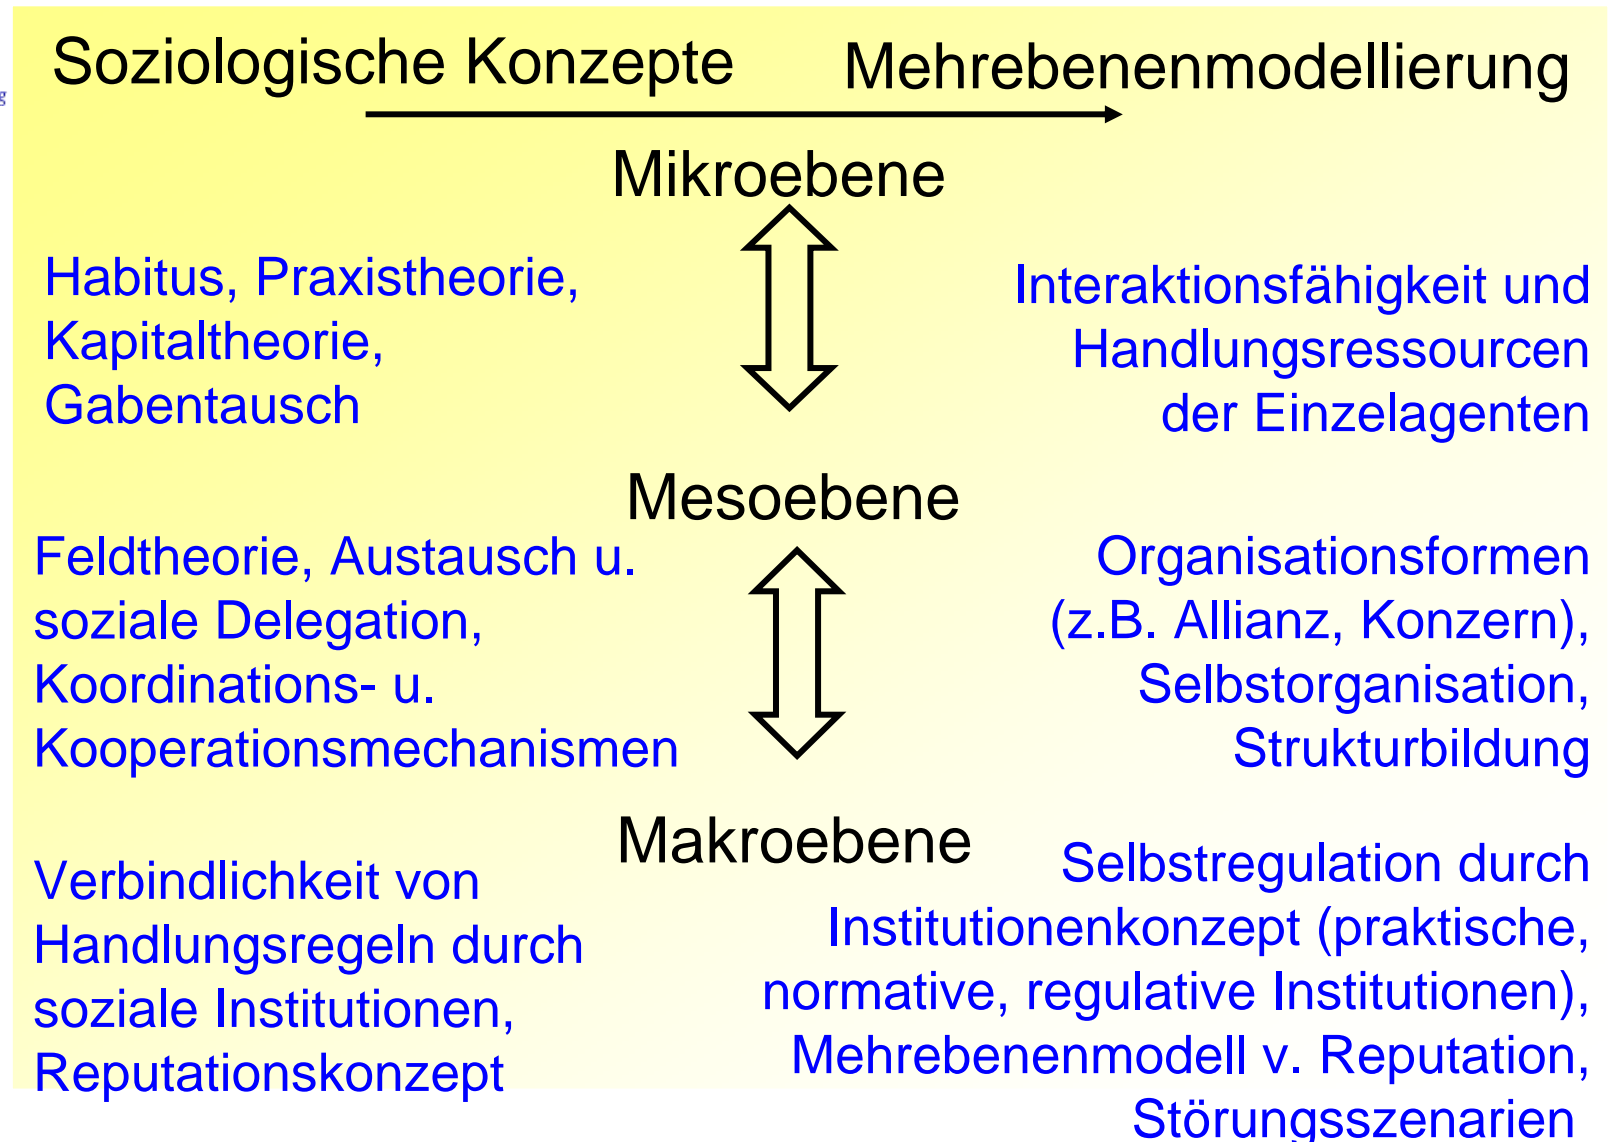 Soziologische Konzepte
Mehrebenenmodellierung
Mikroebene
Habitus, Praxistheorie,
Kapitaltheorie,
Gabentausch
Interaktionsfähigkeit und
Handlungsressourcen
der Einzelagenten
Mesoebene
Feldtheorie, Austausch u.
soziale Delegation,
Koordinations- u.
Kooperationsmechanismen
Organisationsformen
(z.B. Allianz, Konzern),
Selbstorganisation,
Strukturbildung
Makroebene
Verbindlichkeit von
Handlungsregeln durch
soziale Institutionen,
Reputationskonzept
Selbstregulation durch
Institutionenkonzept (praktische,
normative, regulative Institutionen),
Mehrebenenmodell v. Reputation,
Störungsszenarien